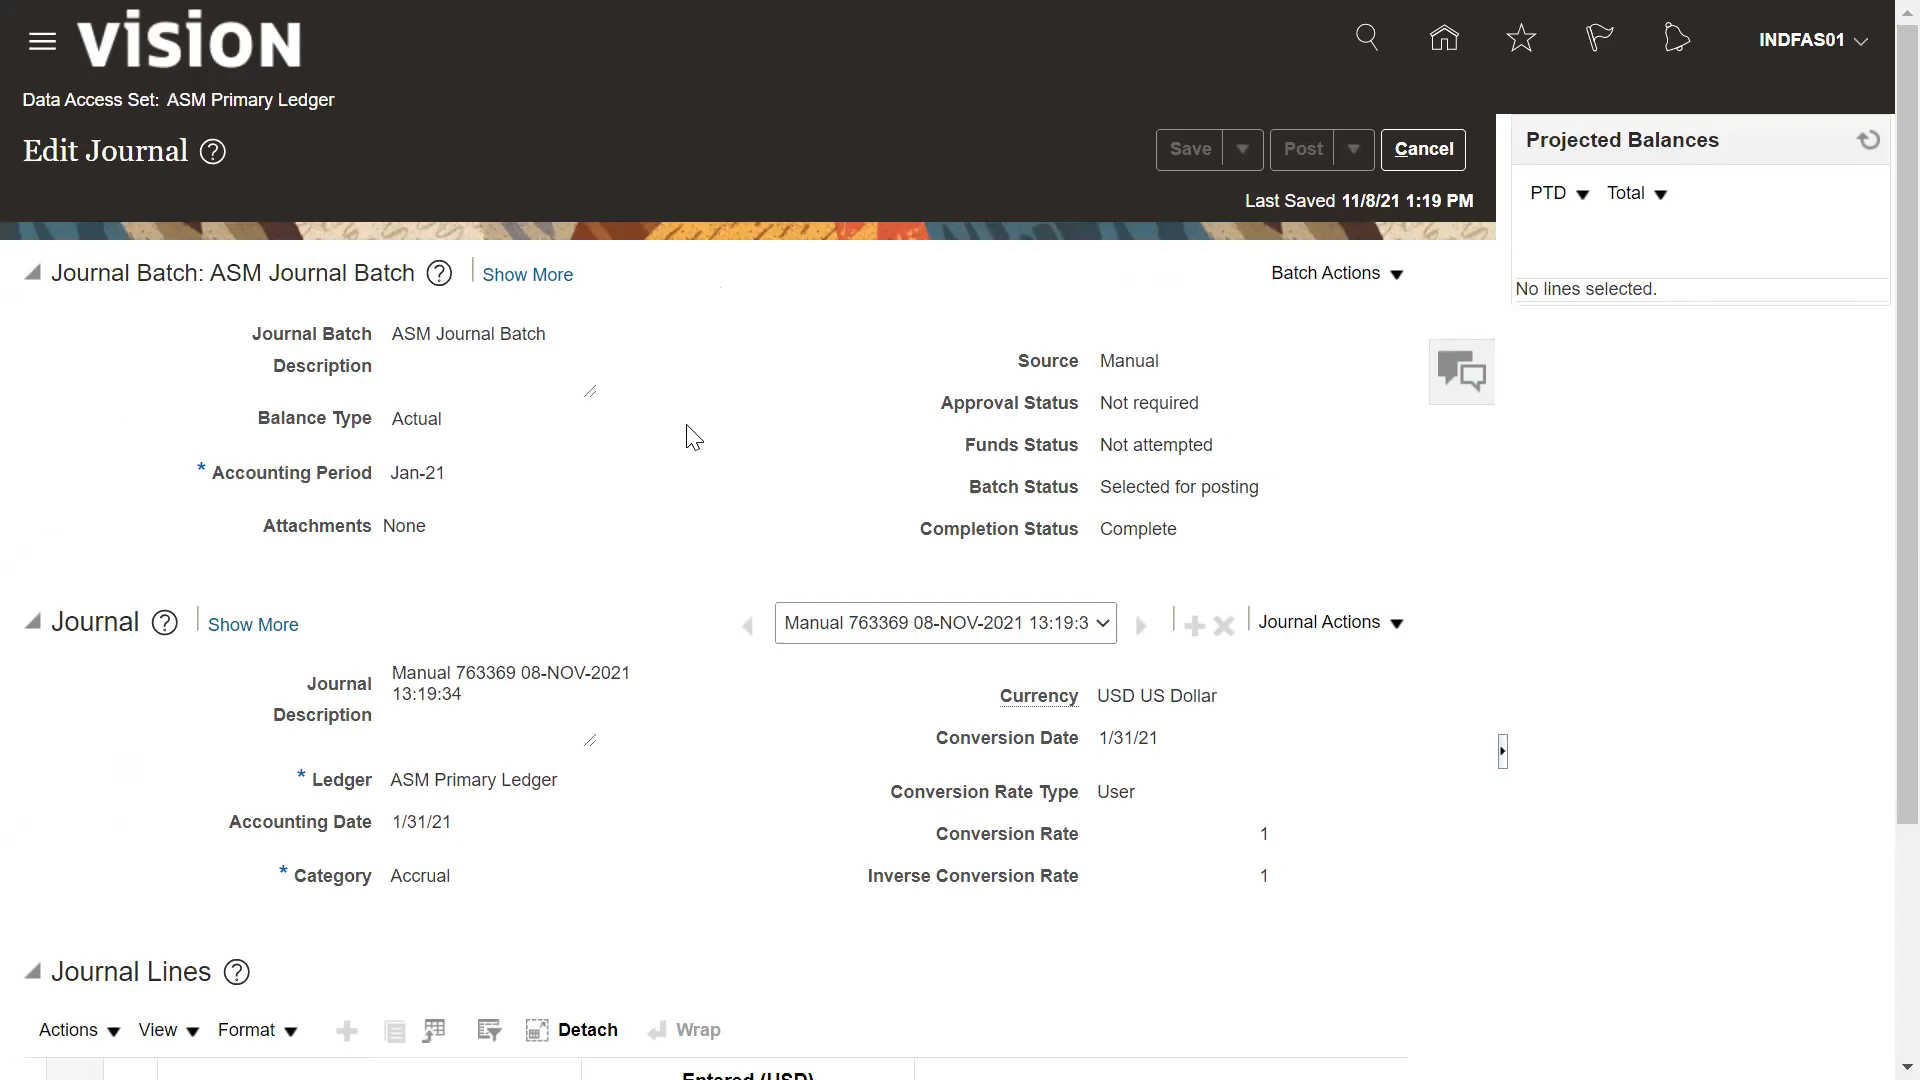 VISION
INDFAS01
Data Access Set: ASM Primary Ledger
Edit Journal ?
Save
Post
Cancel
Last Saved 11/8/21 1:19 PM
Projected Balances
PTD Total
No lines selected.
Journal Batch: ASM Journal Batch ? Show More
Batch Actions
Journal Batch ASM Journal Batch
Description
Balance Type Actual
* Accounting Period Jan-21
Attachments None
Source Manual
Approval Status Not required
Funds Status Not attempted
Batch Status Selected for posting
Completion Status Complete
Journal ? Show More
Manual 763369 08-NOV-2021 13:19:3
Journal Actions
Journal Manual 763369 08-NOV-2021
13:19:34
Description
* Ledger ASM Primary Ledger
Accounting Date 1/31/21
* Category Accrual
Currency USD US Dollar
Conversion Date 1/31/21
Conversion Rate Type User
Conversion Rate 1
Inverse Conversion Rate 1
Journal Lines ?
Actions View Format Detach Wrap
Entered (USD)